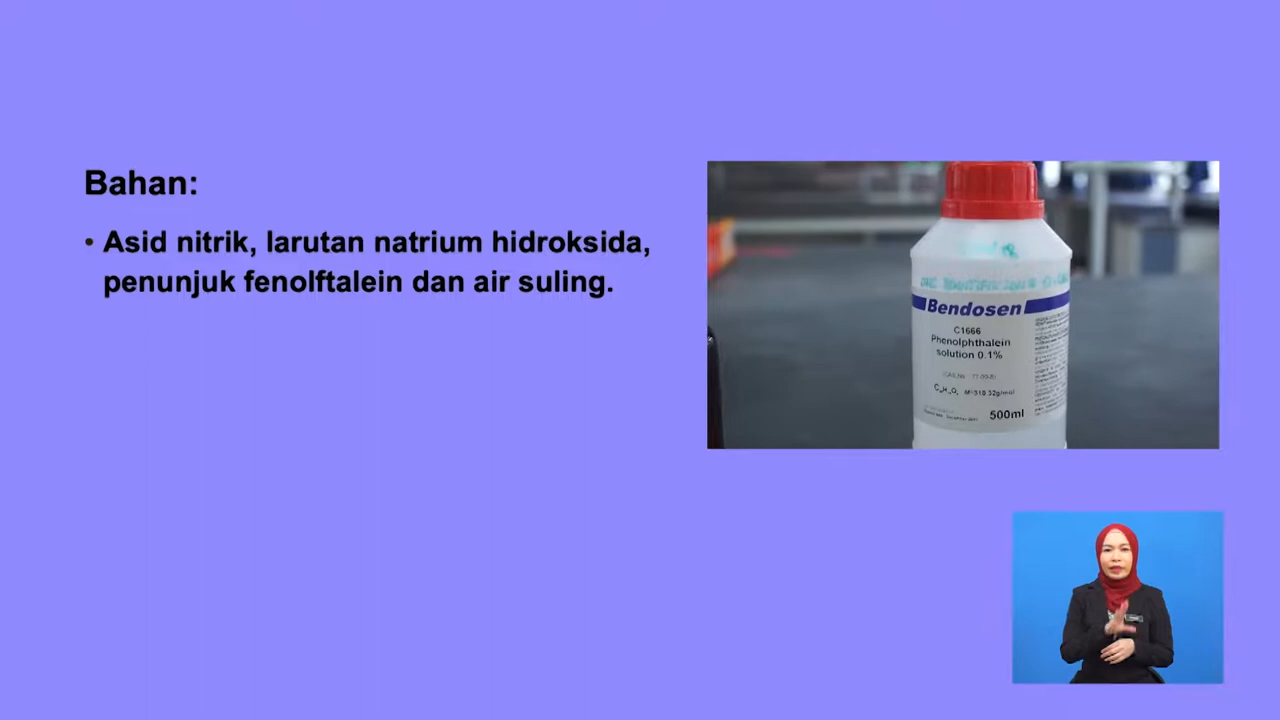 Bahan:
• Asid nitrik, larutan natrium hidroksida,
penunjuk fenolftalein dan air suling.
Bendosen
C1666
Phenolphthalein
solution 0.1%
500ml